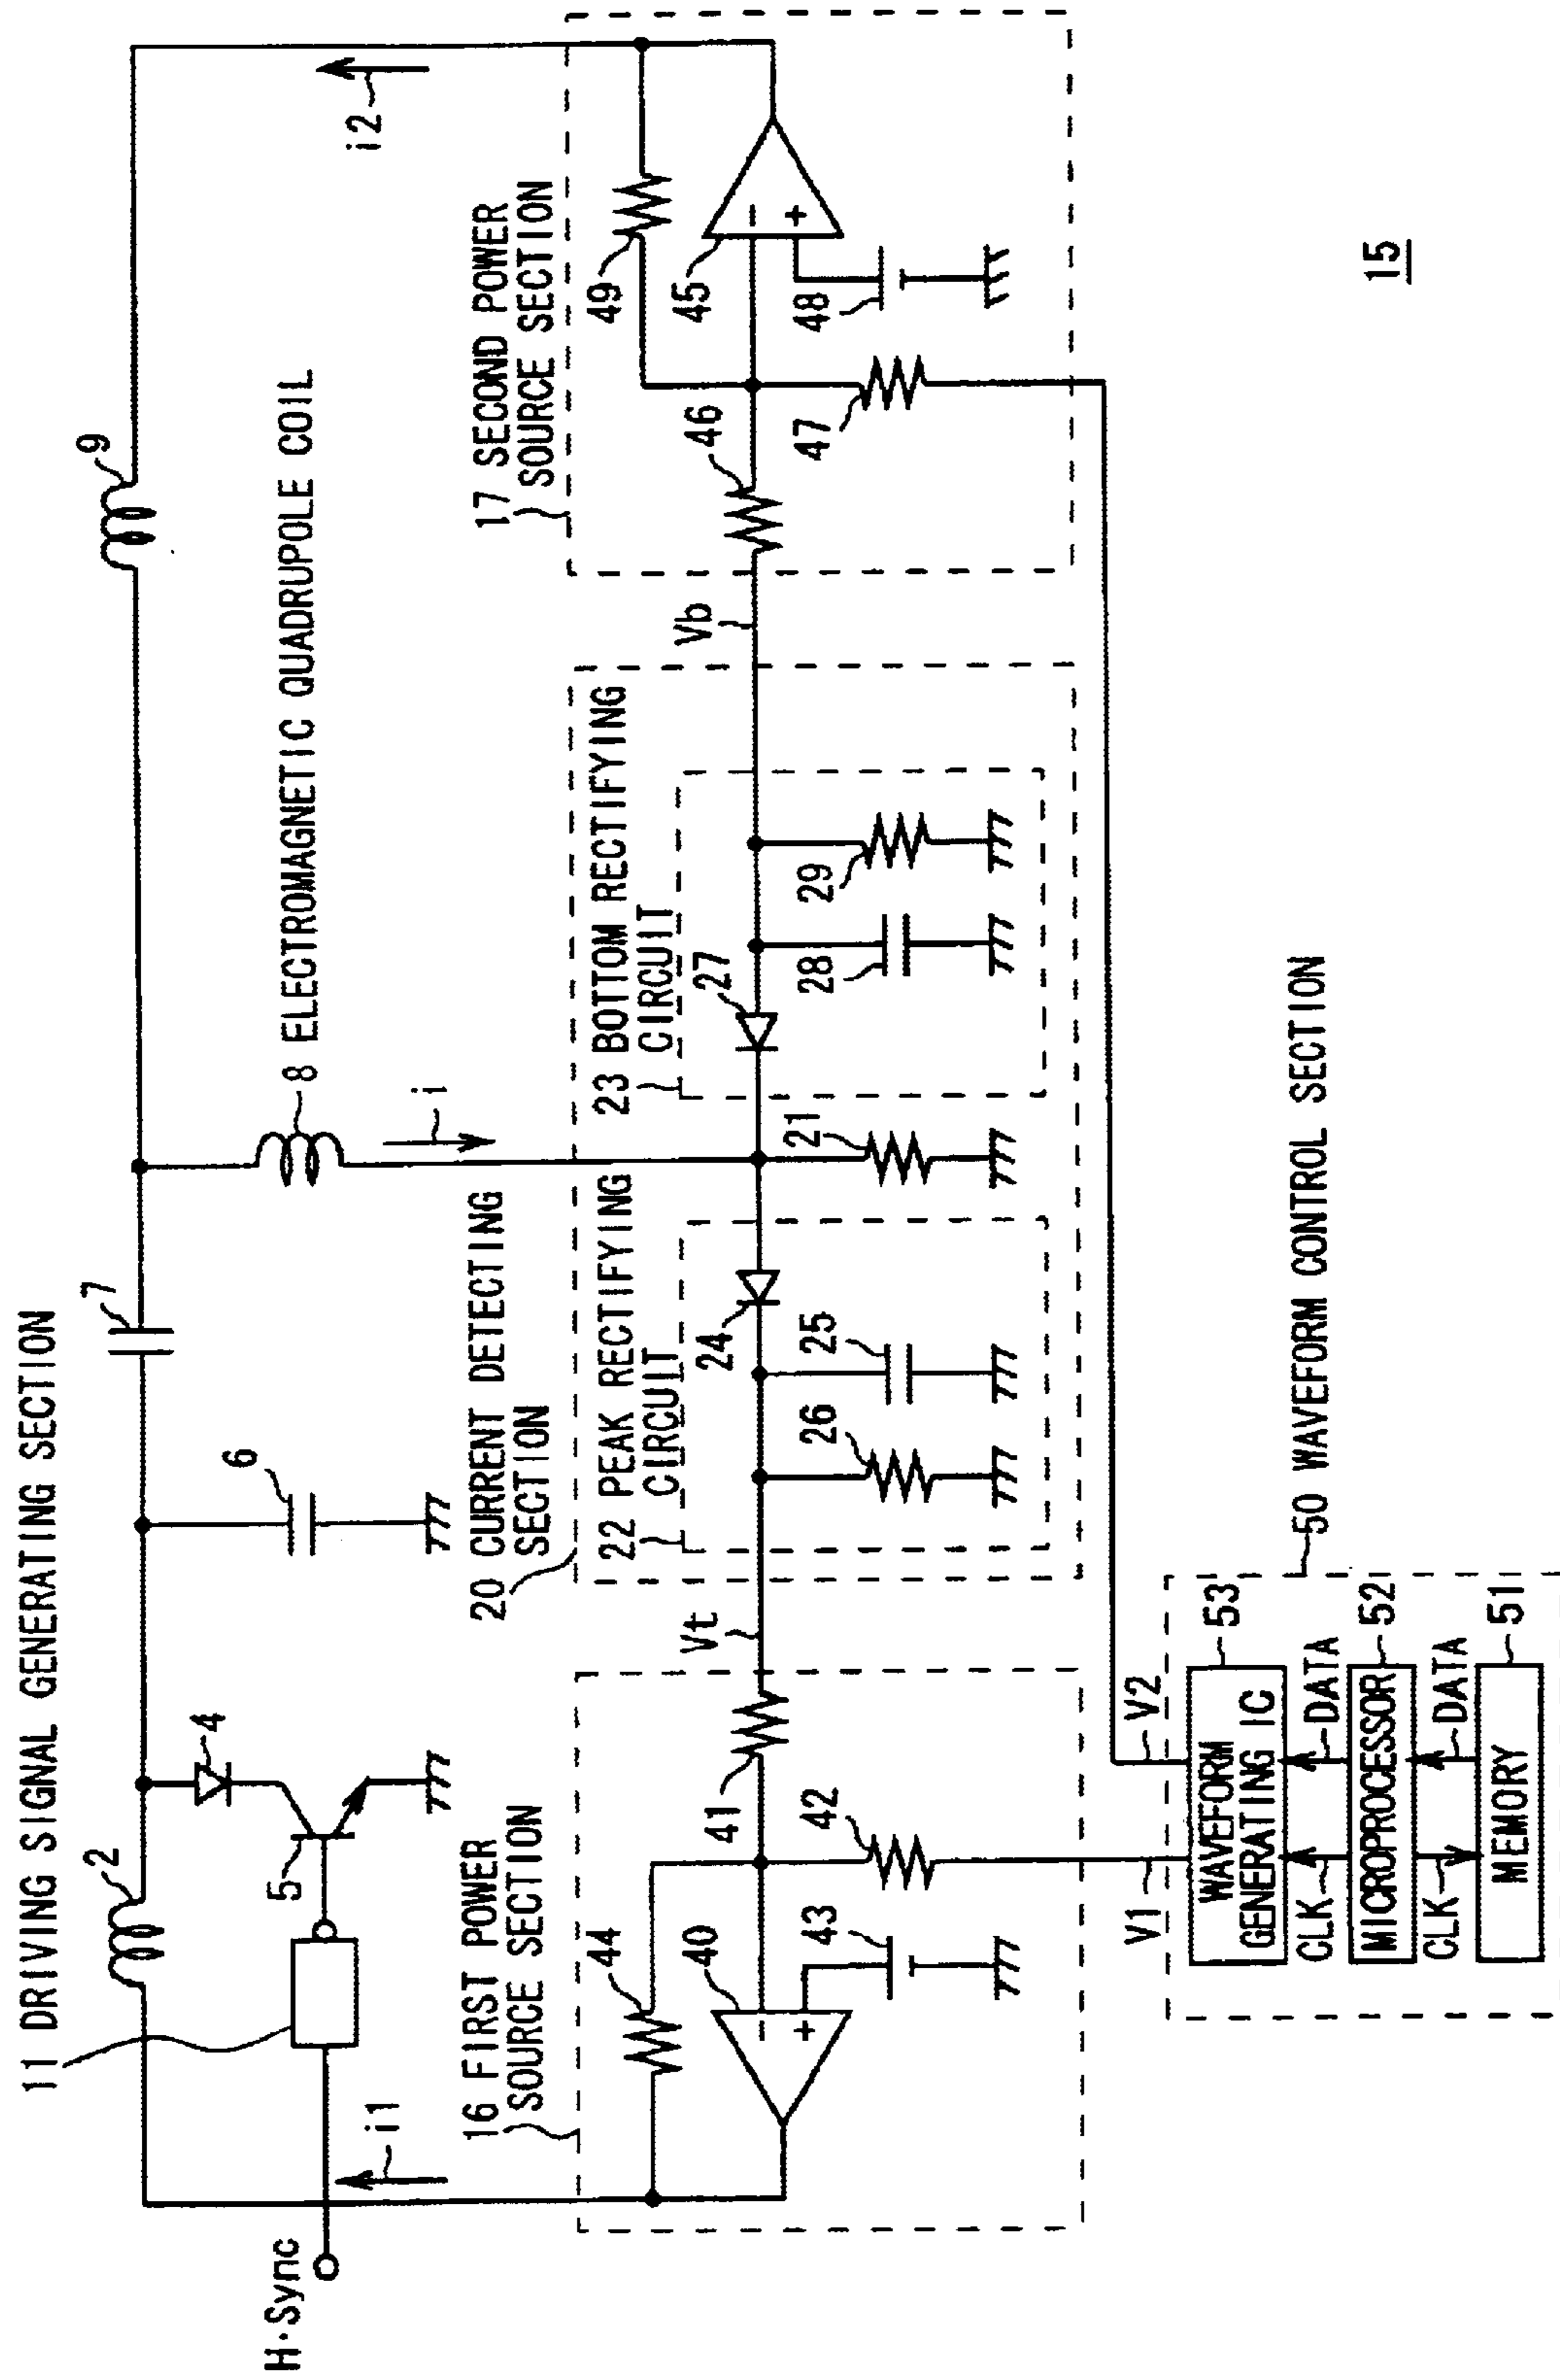 11 DRIVING SIGNAL GENERATING SECTION
2
4
5
6
7
9
8 ELECTROMAGNETIC QUADRUPOLE COIL
H·Sync
i1
i
i2
16 FIRST POWER
SOURCE SECTION
44
40
43
41
42
Vt
20 CURRENT DETECTING
SECTION
22 PEAK RECTIFYING
CIRCUIT
26
24
25
21
23 BOTTOM RECTIFYING
CIRCUIT
27
28
29
Vb
17 SECOND POWER
SOURCE SECTION
46
47
49
45
48
−
+
−
+
V1
V2
WAVEFORM
GENERATING IC
53
CLK
DATA
MICROPROCESSOR
52
CLK
DATA
MEMORY
51
50 WAVEFORM CONTROL SECTION
15